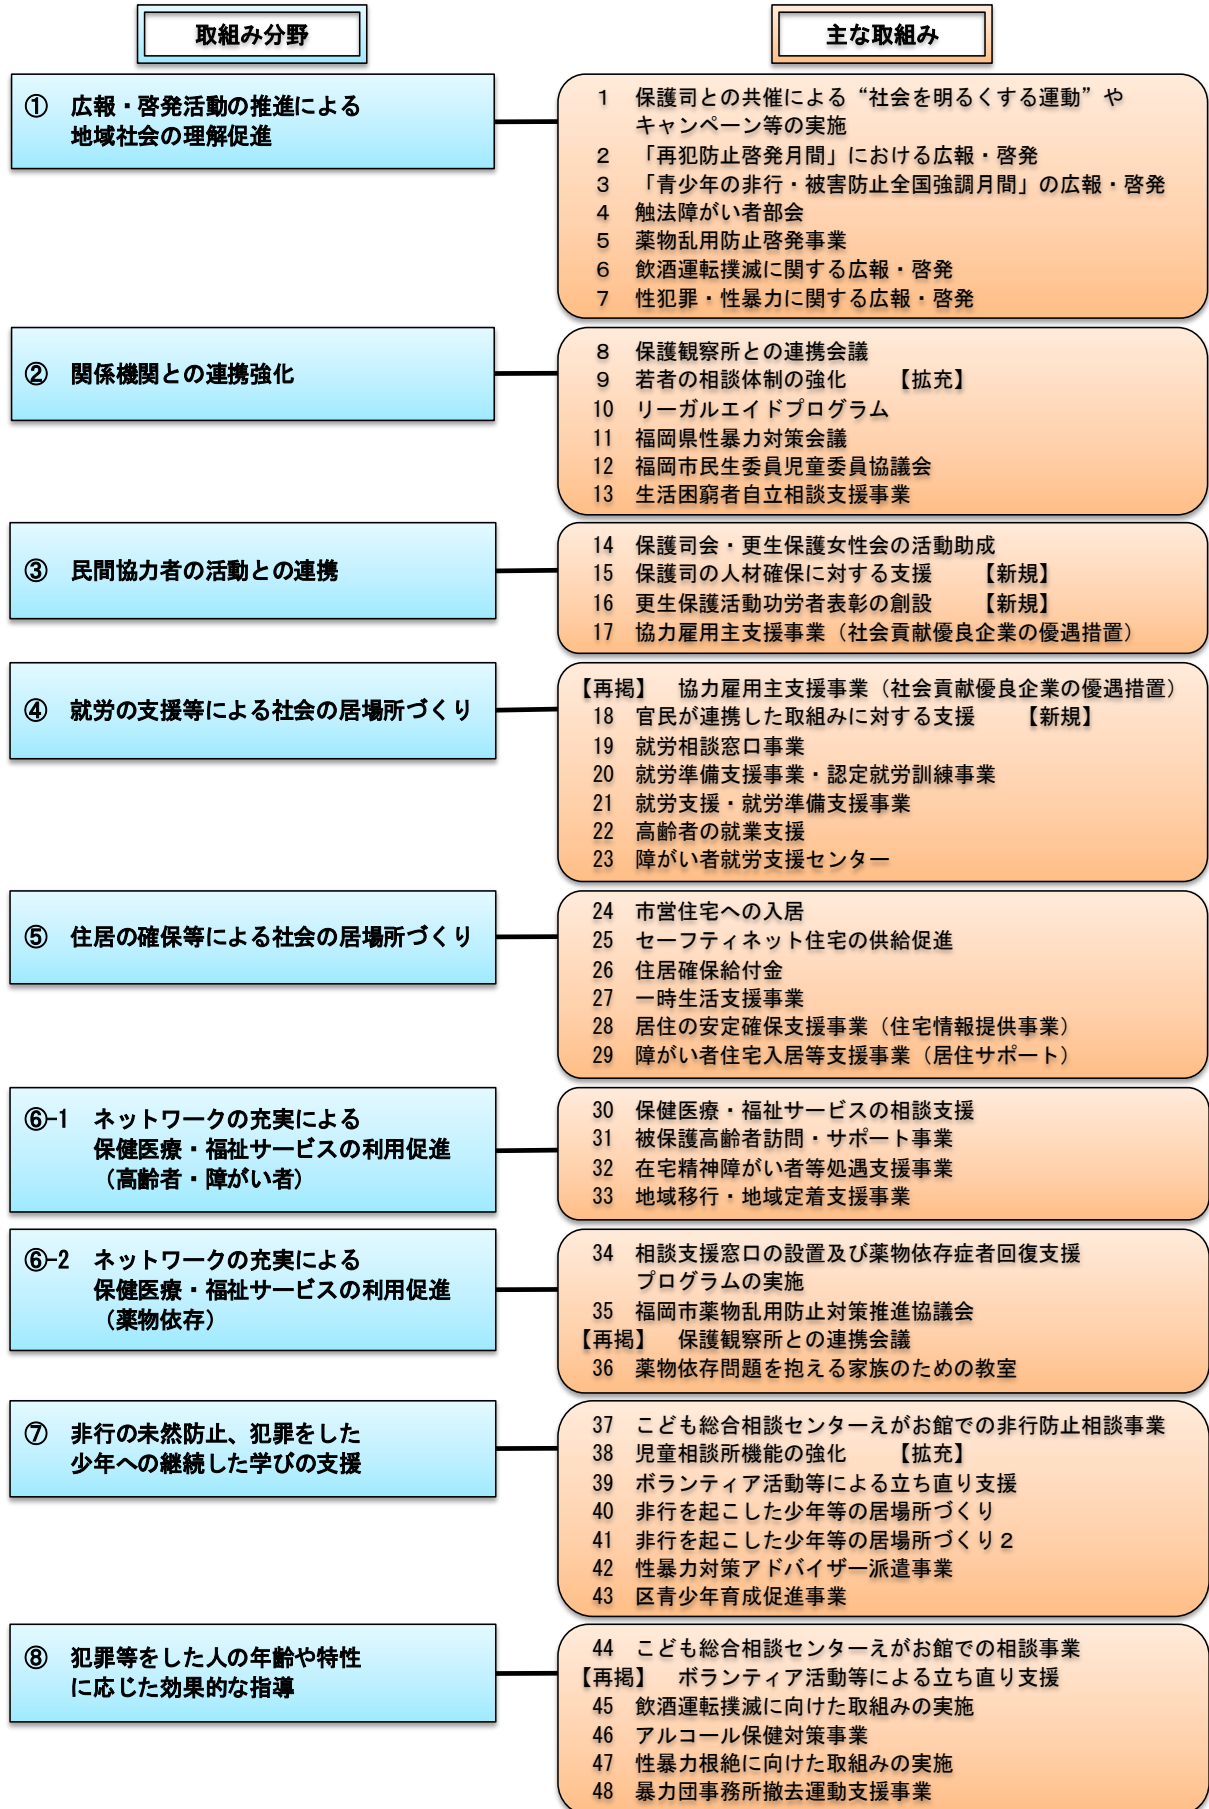 取組み分野
主な取組み
① 広報・啓発活動の推進による
地域社会の理解促進
1 保護司との共催による“社会を明るくする運動”や
キャンペーン等の実施
2 「再犯防止啓発月間」における広報・啓発
3 「青少年の非行・被害防止全国強調月間」の広報・啓発
4 触法障がい者部会
5 薬物乱用防止啓発事業
6 飲酒運転撲滅に関する広報・啓発
7 性犯罪・性暴力に関する広報・啓発
② 関係機関との連携強化
8 保護観察所との連携会議
9 若者の相談体制の強化 【拡充】
10 リーガルエイドプログラム
11 福岡県性暴力対策会議
12 福岡市民生委員児童委員協議会
13 生活困窮者自立相談支援事業
③ 民間協力者の活動との連携
14 保護司会・更生保護女性会の活動助成
15 保護司の人材確保に対する支援 【新規】
16 更生保護活動功労者表彰の創設 【新規】
17 協力雇用主支援事業（社会貢献優良企業の優遇措置）
④ 就労の支援等による社会の居場所づくり
【再掲】 協力雇用主支援事業（社会貢献優良企業の優遇措置）
18 官民が連携した取組みに対する支援 【新規】
19 就労相談窓口事業
20 就労準備支援事業・認定就労訓練事業
21 就労支援・就労準備支援事業
22 高齢者の就業支援
23 障がい者就労支援センター
⑤ 住居の確保等による社会の居場所づくり
24 市営住宅への入居
25 セーフティネット住宅の供給促進
26 住居確保給付金
27 一時生活支援事業
28 居住の安定確保支援事業（住宅情報提供事業）
29 障がい者住宅入居等支援事業（居住サポート）
⑥-1 ネットワークの充実による
保健医療・福祉サービスの利用促進
（高齢者・障がい者）
30 保健医療・福祉サービスの相談支援
31 被保護高齢者訪問・サポート事業
32 在宅精神障がい者等処遇支援事業
33 地域移行・地域定着支援事業
⑥-2 ネットワークの充実による
保健医療・福祉サービスの利用促進
（薬物依存）
34 相談支援窓口の設置及び薬物依存症者回復支援
プログラムの実施
35 福岡市薬物乱用防止対策推進協議会
【再掲】 保護観察所との連携会議
36 薬物依存問題を抱える家族のための教室
⑦ 非行の未然防止、犯罪をした
少年への継続した学びの支援
37 こども総合相談センターえがお館での非行防止相談事業
38 児童相談所機能の強化 【拡充】
39 ボランティア活動等による立ち直り支援
40 非行を起こした少年等の居場所づくり
41 非行を起こした少年等の居場所づくり２
42 性暴力対策アドバイザー派遣事業
43 区青少年育成促進事業
⑧ 犯罪等をした人の年齢や特性
に応じた効果的な指導
44 こども総合相談センターえがお館での相談事業
【再掲】 ボランティア活動等による立ち直り支援
45 飲酒運転撲滅に向けた取組みの実施
46 アルコール保健対策事業
47 性暴力根絶に向けた取組みの実施
48 暴力団事務所撤去運動支援事業